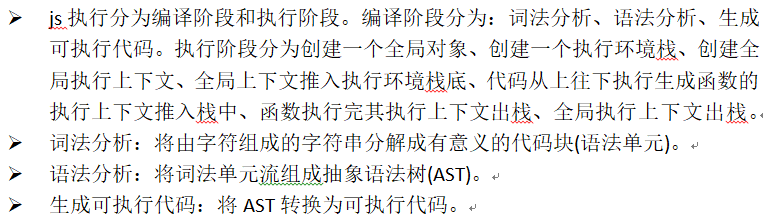 ➢ js执行分为编译阶段和执行阶段。编译阶段分为：词法分析、语法分析、生成
可执行代码。执行阶段分为创建一个全局对象、创建一个执行环境栈、创建全
局执行上下文、全局上下文推入执行环境栈底、代码从上往下执行生成函数的
执行上下文推入栈中、函数执行完其执行上下文出栈、全局执行上下文出栈。
➢ 词法分析：将由字符组成的字符串分解成有意义的代码块(语法单元)。
➢ 语法分析：将词法单元流组成抽象语法树(AST)。
➢ 生成可执行代码：将AST转换为可执行代码。